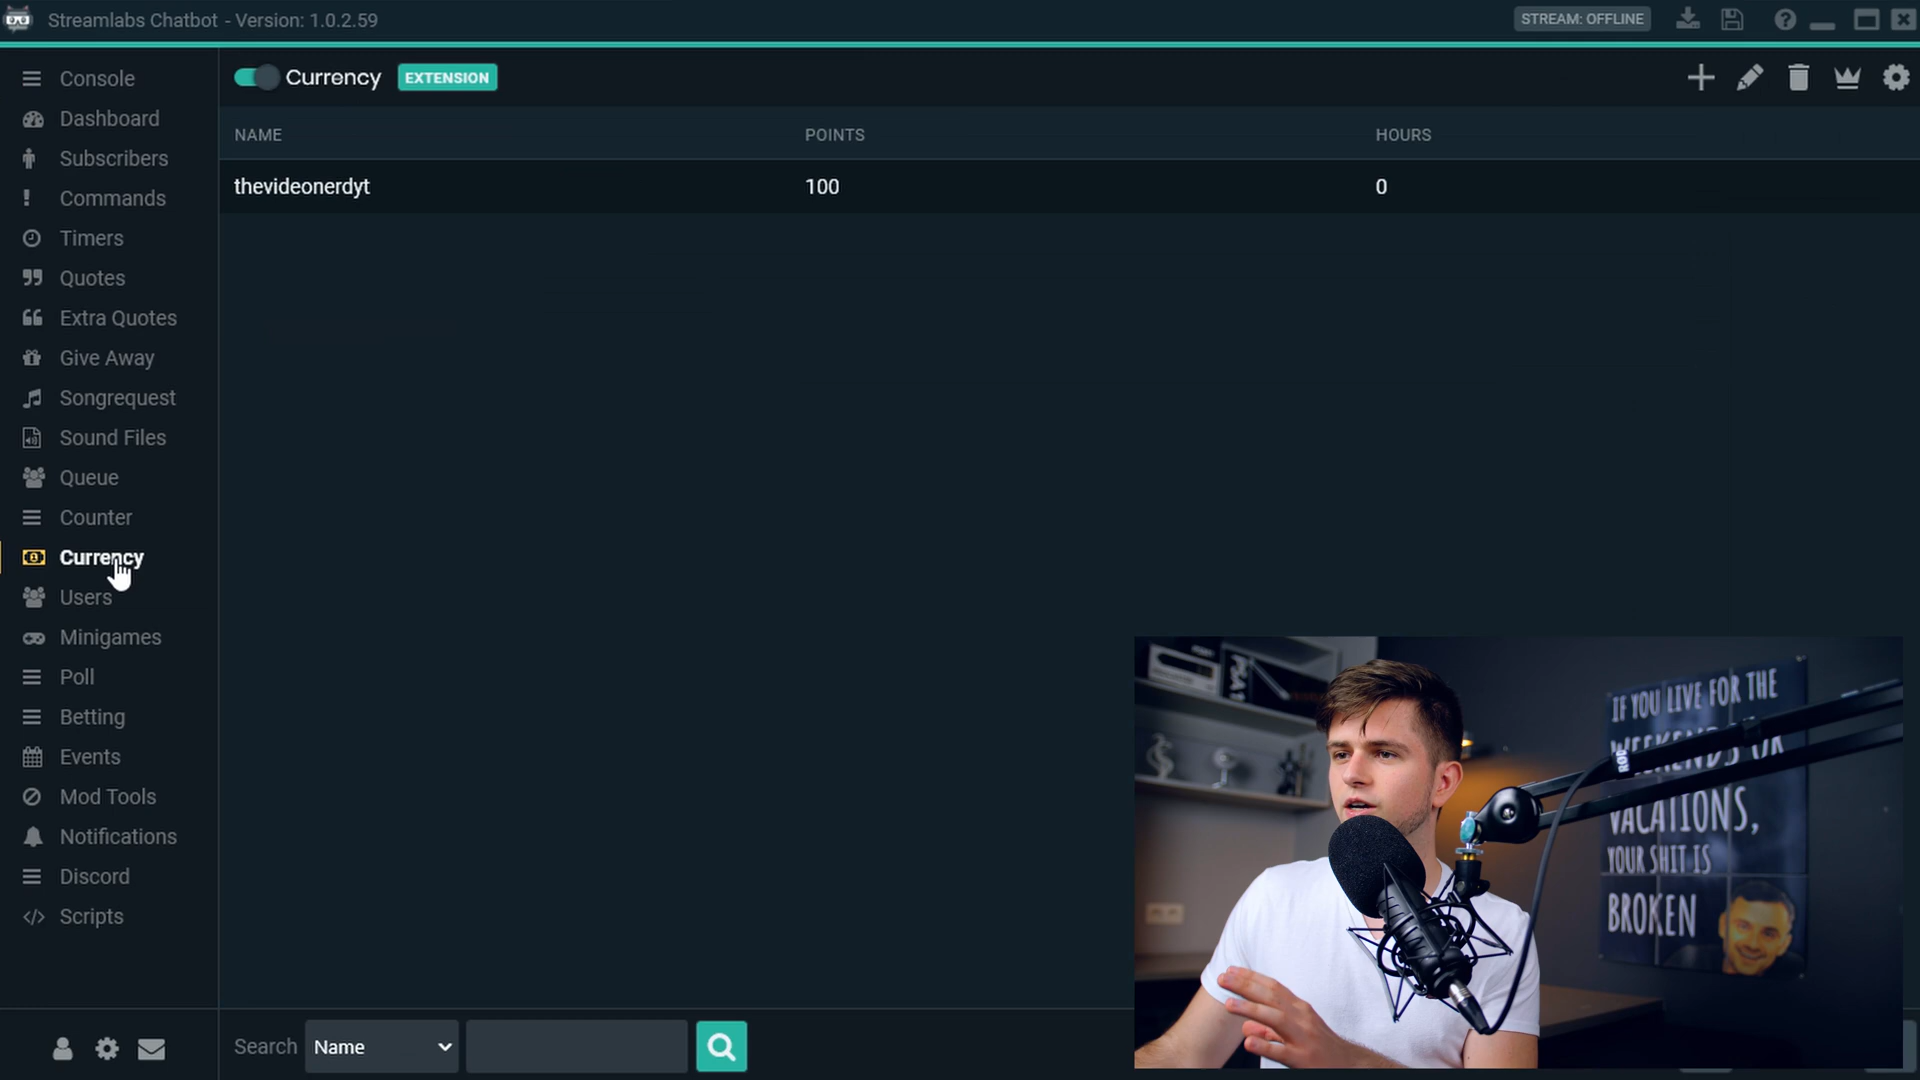 Streamlabs Chatbot - Version: 1.0.2.59
STREAM: OFFLINE
Console
Dashboard
Subscribers
Commands
Timers
Quotes
Extra Quotes
Give Away
Songrequest
Sound Files
Queue
Counter
Currency
Users
Minigames
Poll
Betting
Events
Mod Tools
Notifications
Discord
Scripts
Currency EXTENSION
NAME POINTS HOURS
thevideonerdyt 100 0
Search Name
IF YOU LIVE FOR THE
WEEKENDS OR
VACATIONS,
YOUR SHIT IS
BROKEN